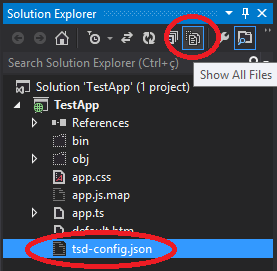 Solution Explorer
Search Solution Explorer (Ctrl+ç)
Show All Files
Solution 'TestApp' (1 project)
TestApp
References
bin
obj
app.css
app.js.map
app.ts
default.htm
tsd-config.json